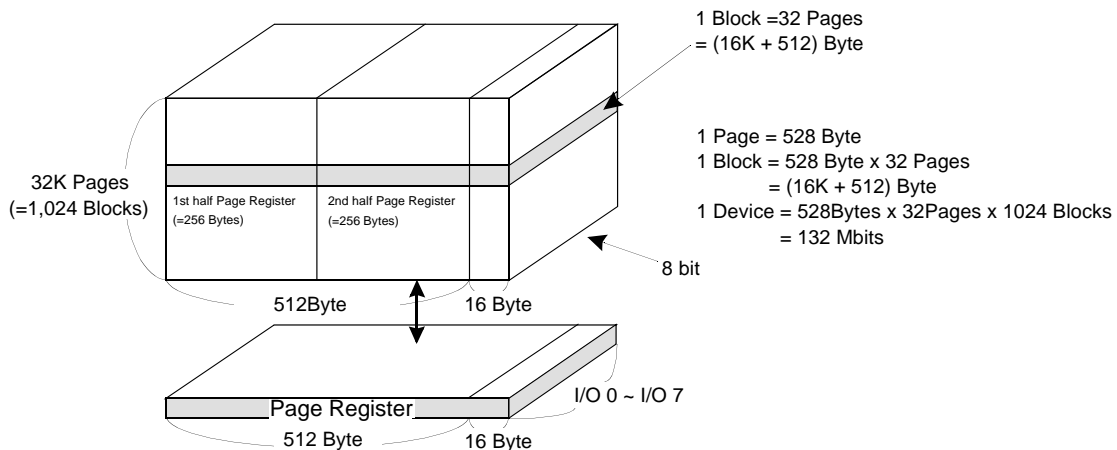 1 Block =32 Pages
= (16K + 512) Byte
1 Page = 528 Byte
1 Block = 528 Byte x 32 Pages
= (16K + 512) Byte
1 Device = 528Bytes x 32Pages x 1024 Blocks
= 132 Mbits
32K Pages
(=1,024 Blocks)
1st half Page Register
(=256 Bytes)
2nd half Page Register
(=256 Bytes)
8 bit
512Byte
16 Byte
Page Register
I/O 0 ~ I/O 7
512 Byte
16 Byte